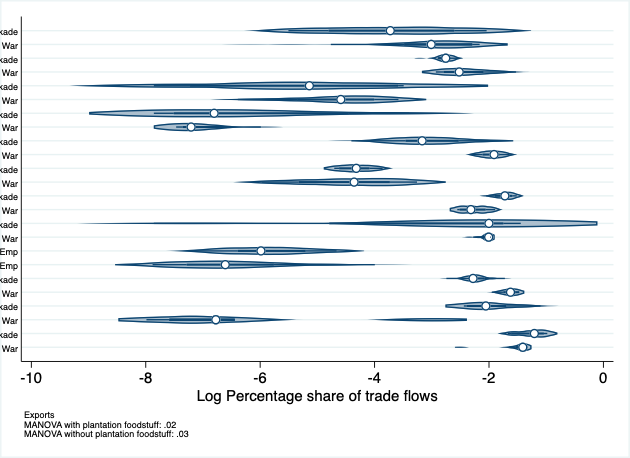 kade
War
kade
War
kade
War
kade
War
kade
War
kade
War
kade
War
kade
War
Emp
Emp
kade
War
kade
War
kade
War
-10 -8 -6 -4 -2 0
Log Percentage share of trade flows
Exports
MANOVA with plantation foodstuff: .02
MANOVA without plantation foodstuff: .03